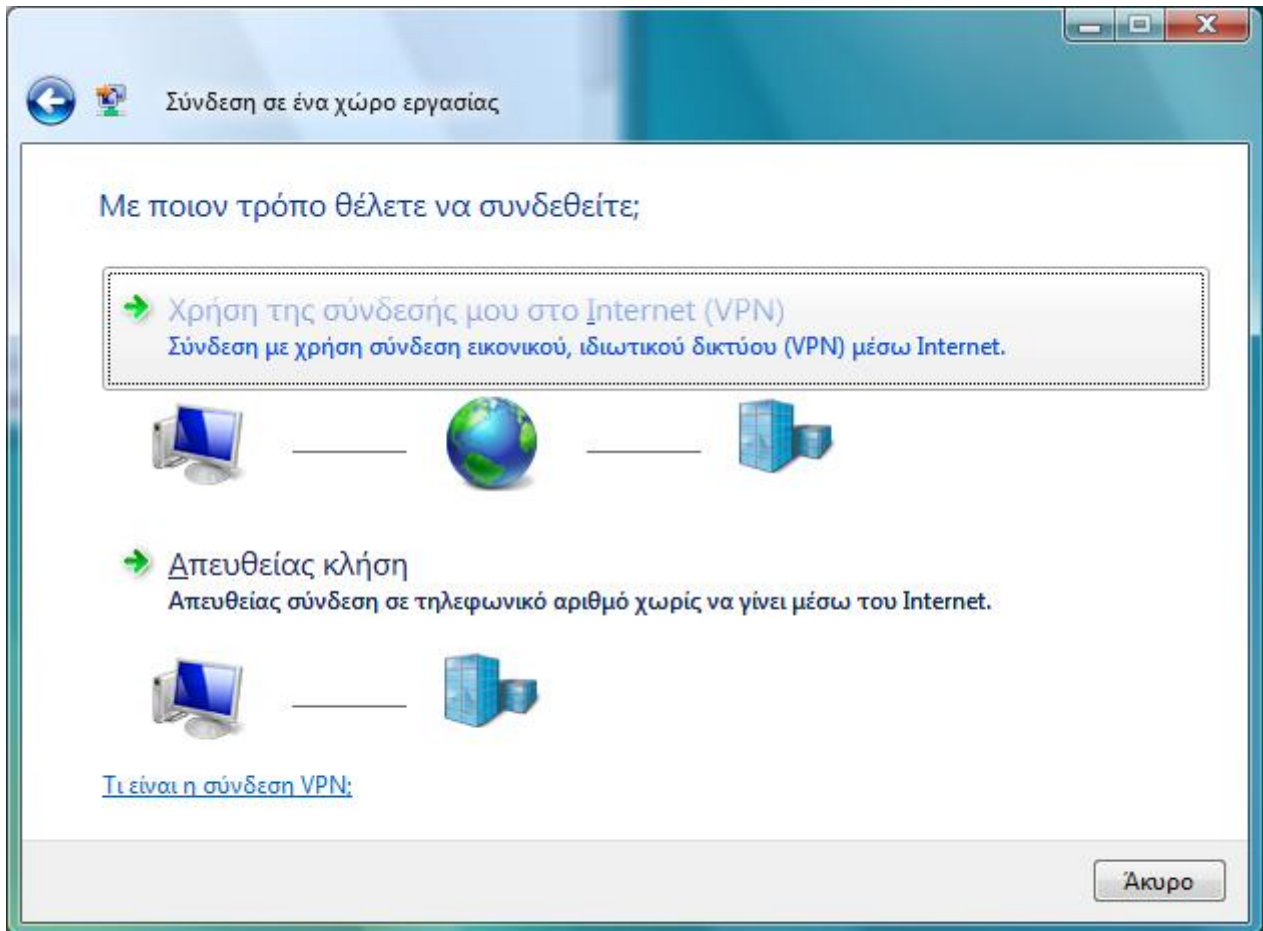 Σύνδεση σε ένα χώρο εργασίας
Με ποιον τρόπο θέλετε να συνδεθείτε;
Χρήση της σύνδεσής μου στο Internet (VPN)
Σύνδεση με χρήση σύνδεση εικονικού, ιδιωτικού δικτύου (VPN) μέσω Internet.
Απευθείας κλήση
Απευθείας σύνδεση σε τηλεφωνικό αριθμό χωρίς να γίνει μέσω του Internet.
Τι είναι η σύνδεση VPN;
Άκυρο